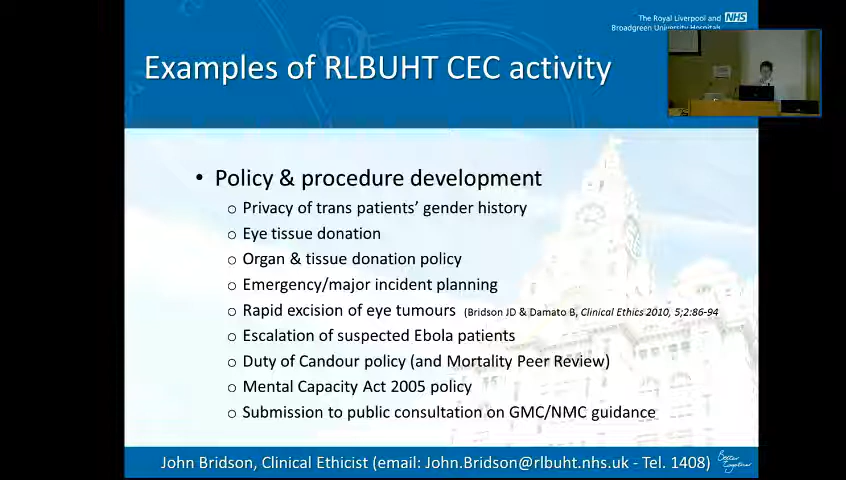 The Royal Liverpool and NHS
Broadgreen University Hospitals
Examples of RLBUHT CEC activity
• Policy & procedure development
o Privacy of trans patients' gender history
o Eye tissue donation
o Organ & tissue donation policy
o Emergency/major incident planning
o Rapid excision of eye tumours (Bridson JD & Damato B, Clinical Ethics 2010, 5;2:86-94
o Escalation of suspected Ebola patients
o Duty of Candour policy (and Mortality Peer Review)
o Mental Capacity Act 2005 policy
o Submission to public consultation on GMC/NMC guidance
John Bridson, Clinical Ethicist (email: John.Bridson@rlbuht.nhs.uk - Tel. 1408)
Better
Together